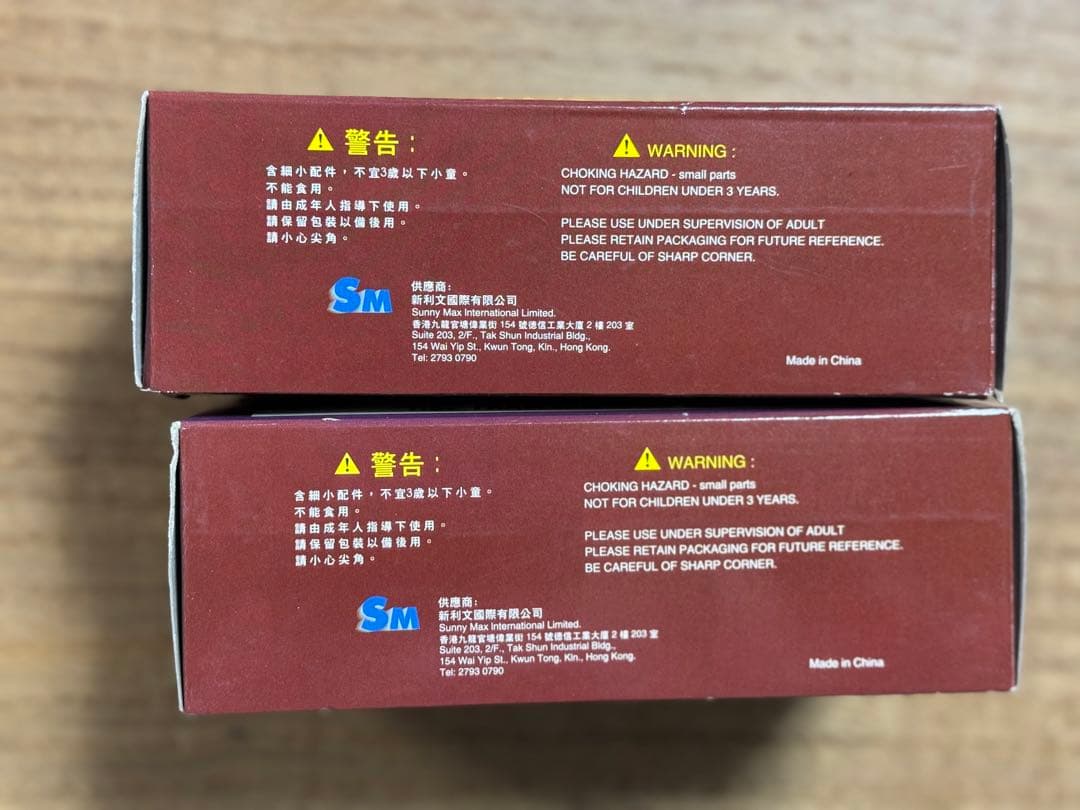 警告：
含細小配件，不宜3歲以下小童。
不能食用。
請由成年人指導下使用。
請保留包裝以備後用。
請小心尖角。
WARNING :
CHOKING HAZARD - small parts
NOT FOR CHILDREN UNDER 3 YEARS.
PLEASE USE UNDER SUPERVISION OF ADULT
PLEASE RETAIN PACKAGING FOR FUTURE REFERENCE.
BE CAREFUL OF SHARP CORNER.
SM
供應商:
新利文國際有限公司
Sunny Max International Limited.
香港九龍官塘偉業街 154 號德信工業大廈 2 樓 203 室
Suite 203, 2/F., Tak Shun Industrial Bldg.,
154 Wai Yip St., Kwun Tong, Kln., Hong Kong.
Tel: 2793 0790
Made in China
警告：
含細小配件，不宜3歲以下小童。
不能食用。
請由成年人指導下使用。
請保留包裝以備後用。
請小心尖角。
WARNING :
CHOKING HAZARD - small parts
NOT FOR CHILDREN UNDER 3 YEARS.
PLEASE USE UNDER SUPERVISION OF ADULT
PLEASE RETAIN PACKAGING FOR FUTURE REFERENCE.
BE CAREFUL OF SHARP CORNER.
SM
供應商:
新利文國際有限公司
Sunny Max International Limited.
香港九龍官塘偉業街 154 號德信工業大廈 2 樓 203 室
Suite 203, 2/F., Tak Shun Industrial Bldg.,
154 Wai Yip St., Kwun Tong, Kln., Hong Kong.
Tel: 2793 0790
Made in China